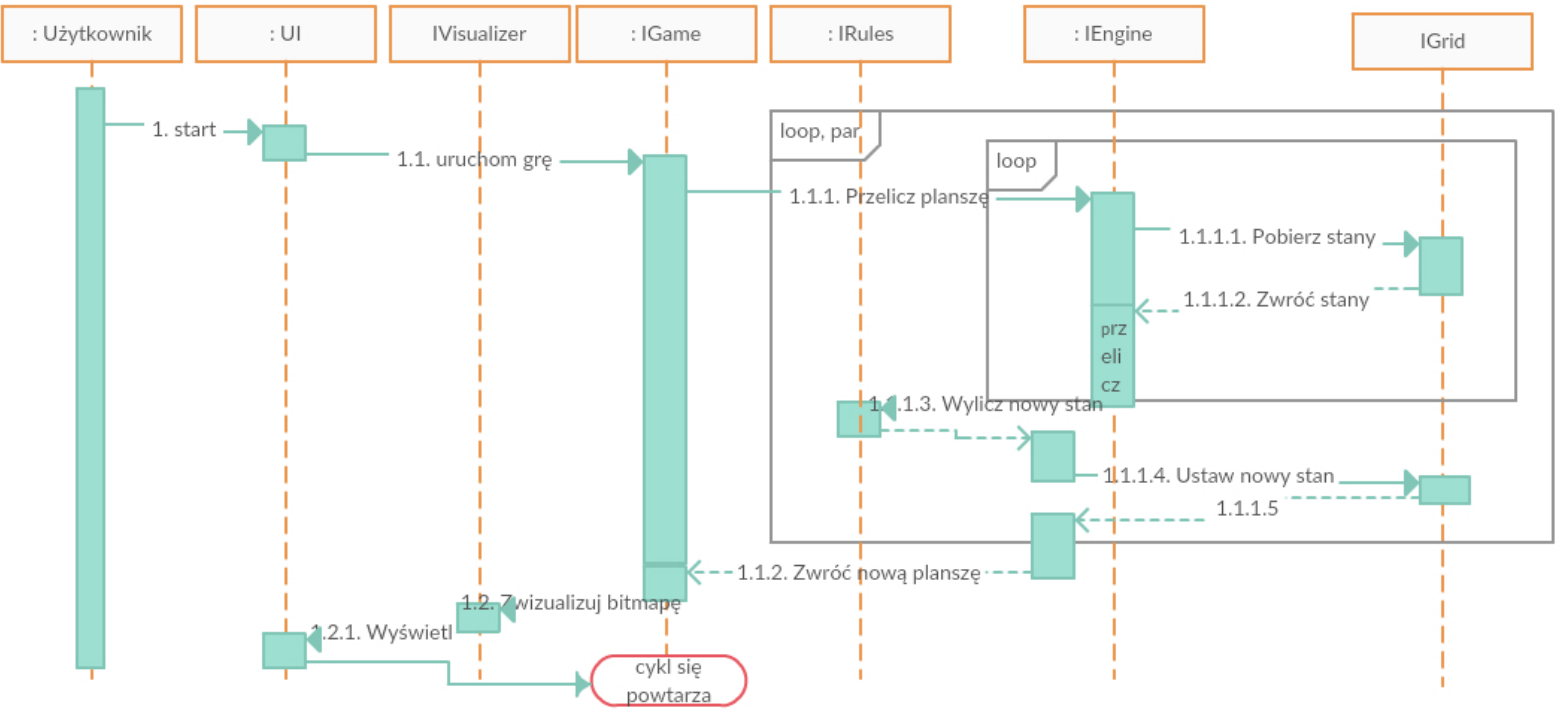 : Użytkownik
: UI
IVisualizer
: IGame
: IRules
: IEngine
IGrid
loop, par
1. start
1.1. uruchom grę
loop
1.1.1. Przelicz planszę
1.1.1.1. Pobierz stany
1.1.1.2. Zwróć stany
prz
eli
cz
1.1.1.3. Wylicz nowy stan
1.1.1.4. Ustaw nowy stan
1.1.1.5
1.1.2. Zwróć nową planszę
1.2. Zwizualizuj bitmapę
1.2.1. Wyświetl
cykl się
powtarza